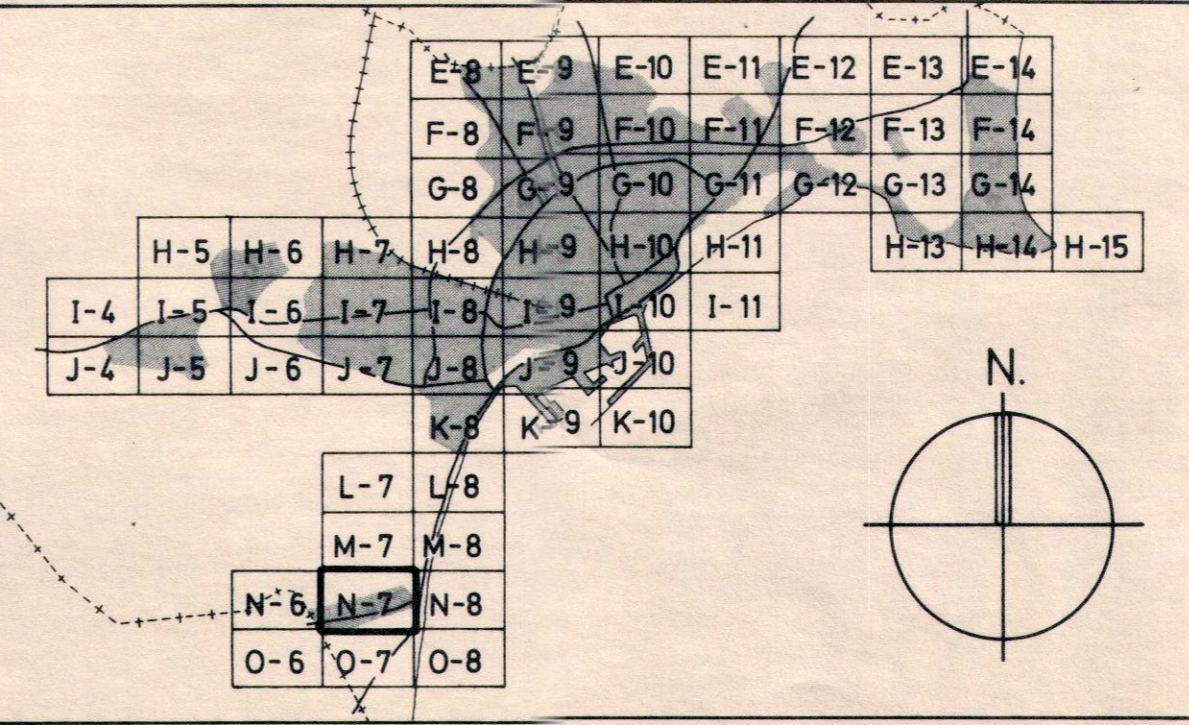 E-8 E-9 E-10 E-11 E-12 E-13 E-14
F-8 F-9 F-10 F-11 F-12 F-13 F-14
G-8 G-9 G-10 G-11 G-12 G-13 G-14
H-5 H-6 H-7 H-8 H-9 H-10 H-11 H-13 H-14 H-15
I-4 I-5 I-6 I-7 I-8 I-9 I-10 I-11
J-4 J-5 J-6 J-7 J-8 J-9 J-10
N.
K-8 K-9 K-10
L-7 L-8
M-7 M-8
N-6 N-7 N-8
O-6 O-7 O-8